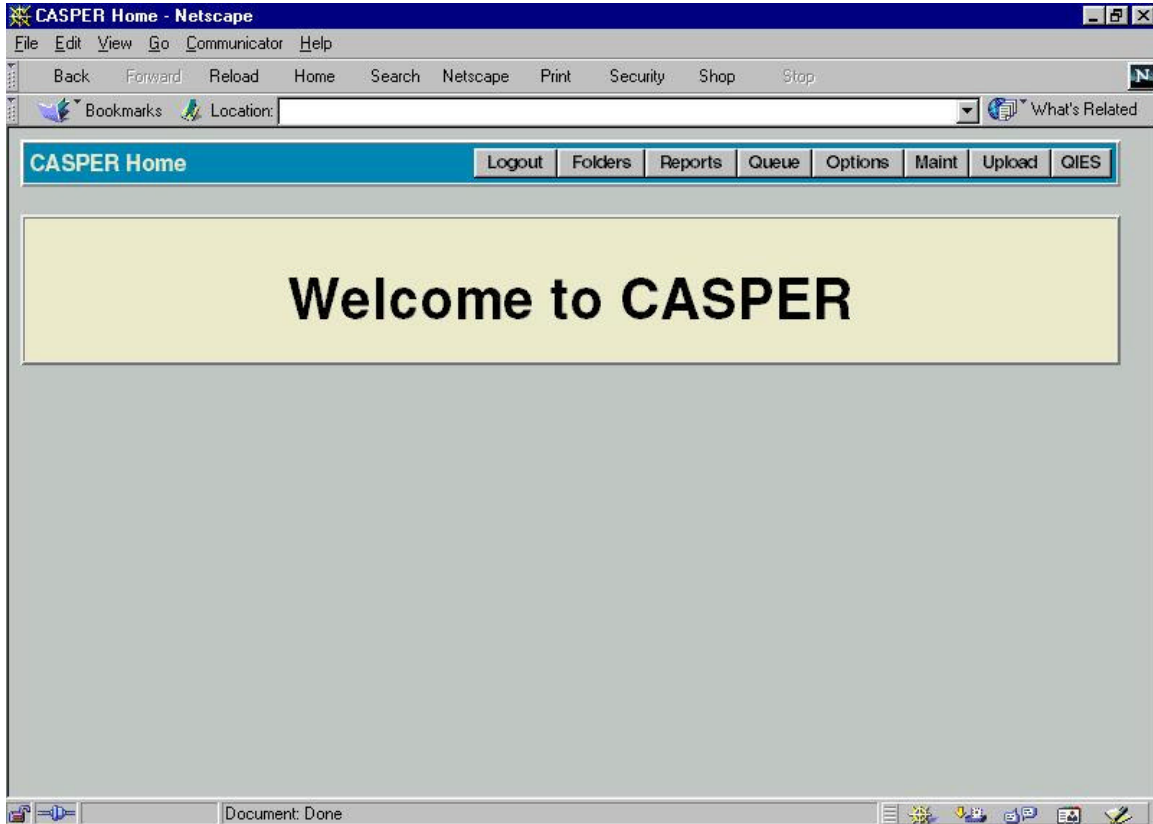 CASPER Home - Netscape
File Edit View Go Communicator Help
Back Forward Reload Home Search Netscape Print Security Shop Stop
N
Bookmarks Location: What's Related
CASPER Home Logout Folders Reports Queue Options Maint Upload QIES
Welcome to CASPER
Document: Done